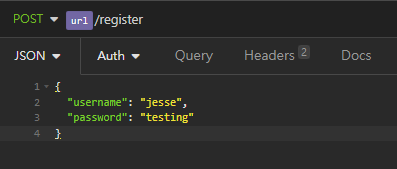 POST url /register
JSON Auth Query Headers 2 Docs
1 {
2 "username": "jesse",
3 "password": "testing"
4 }